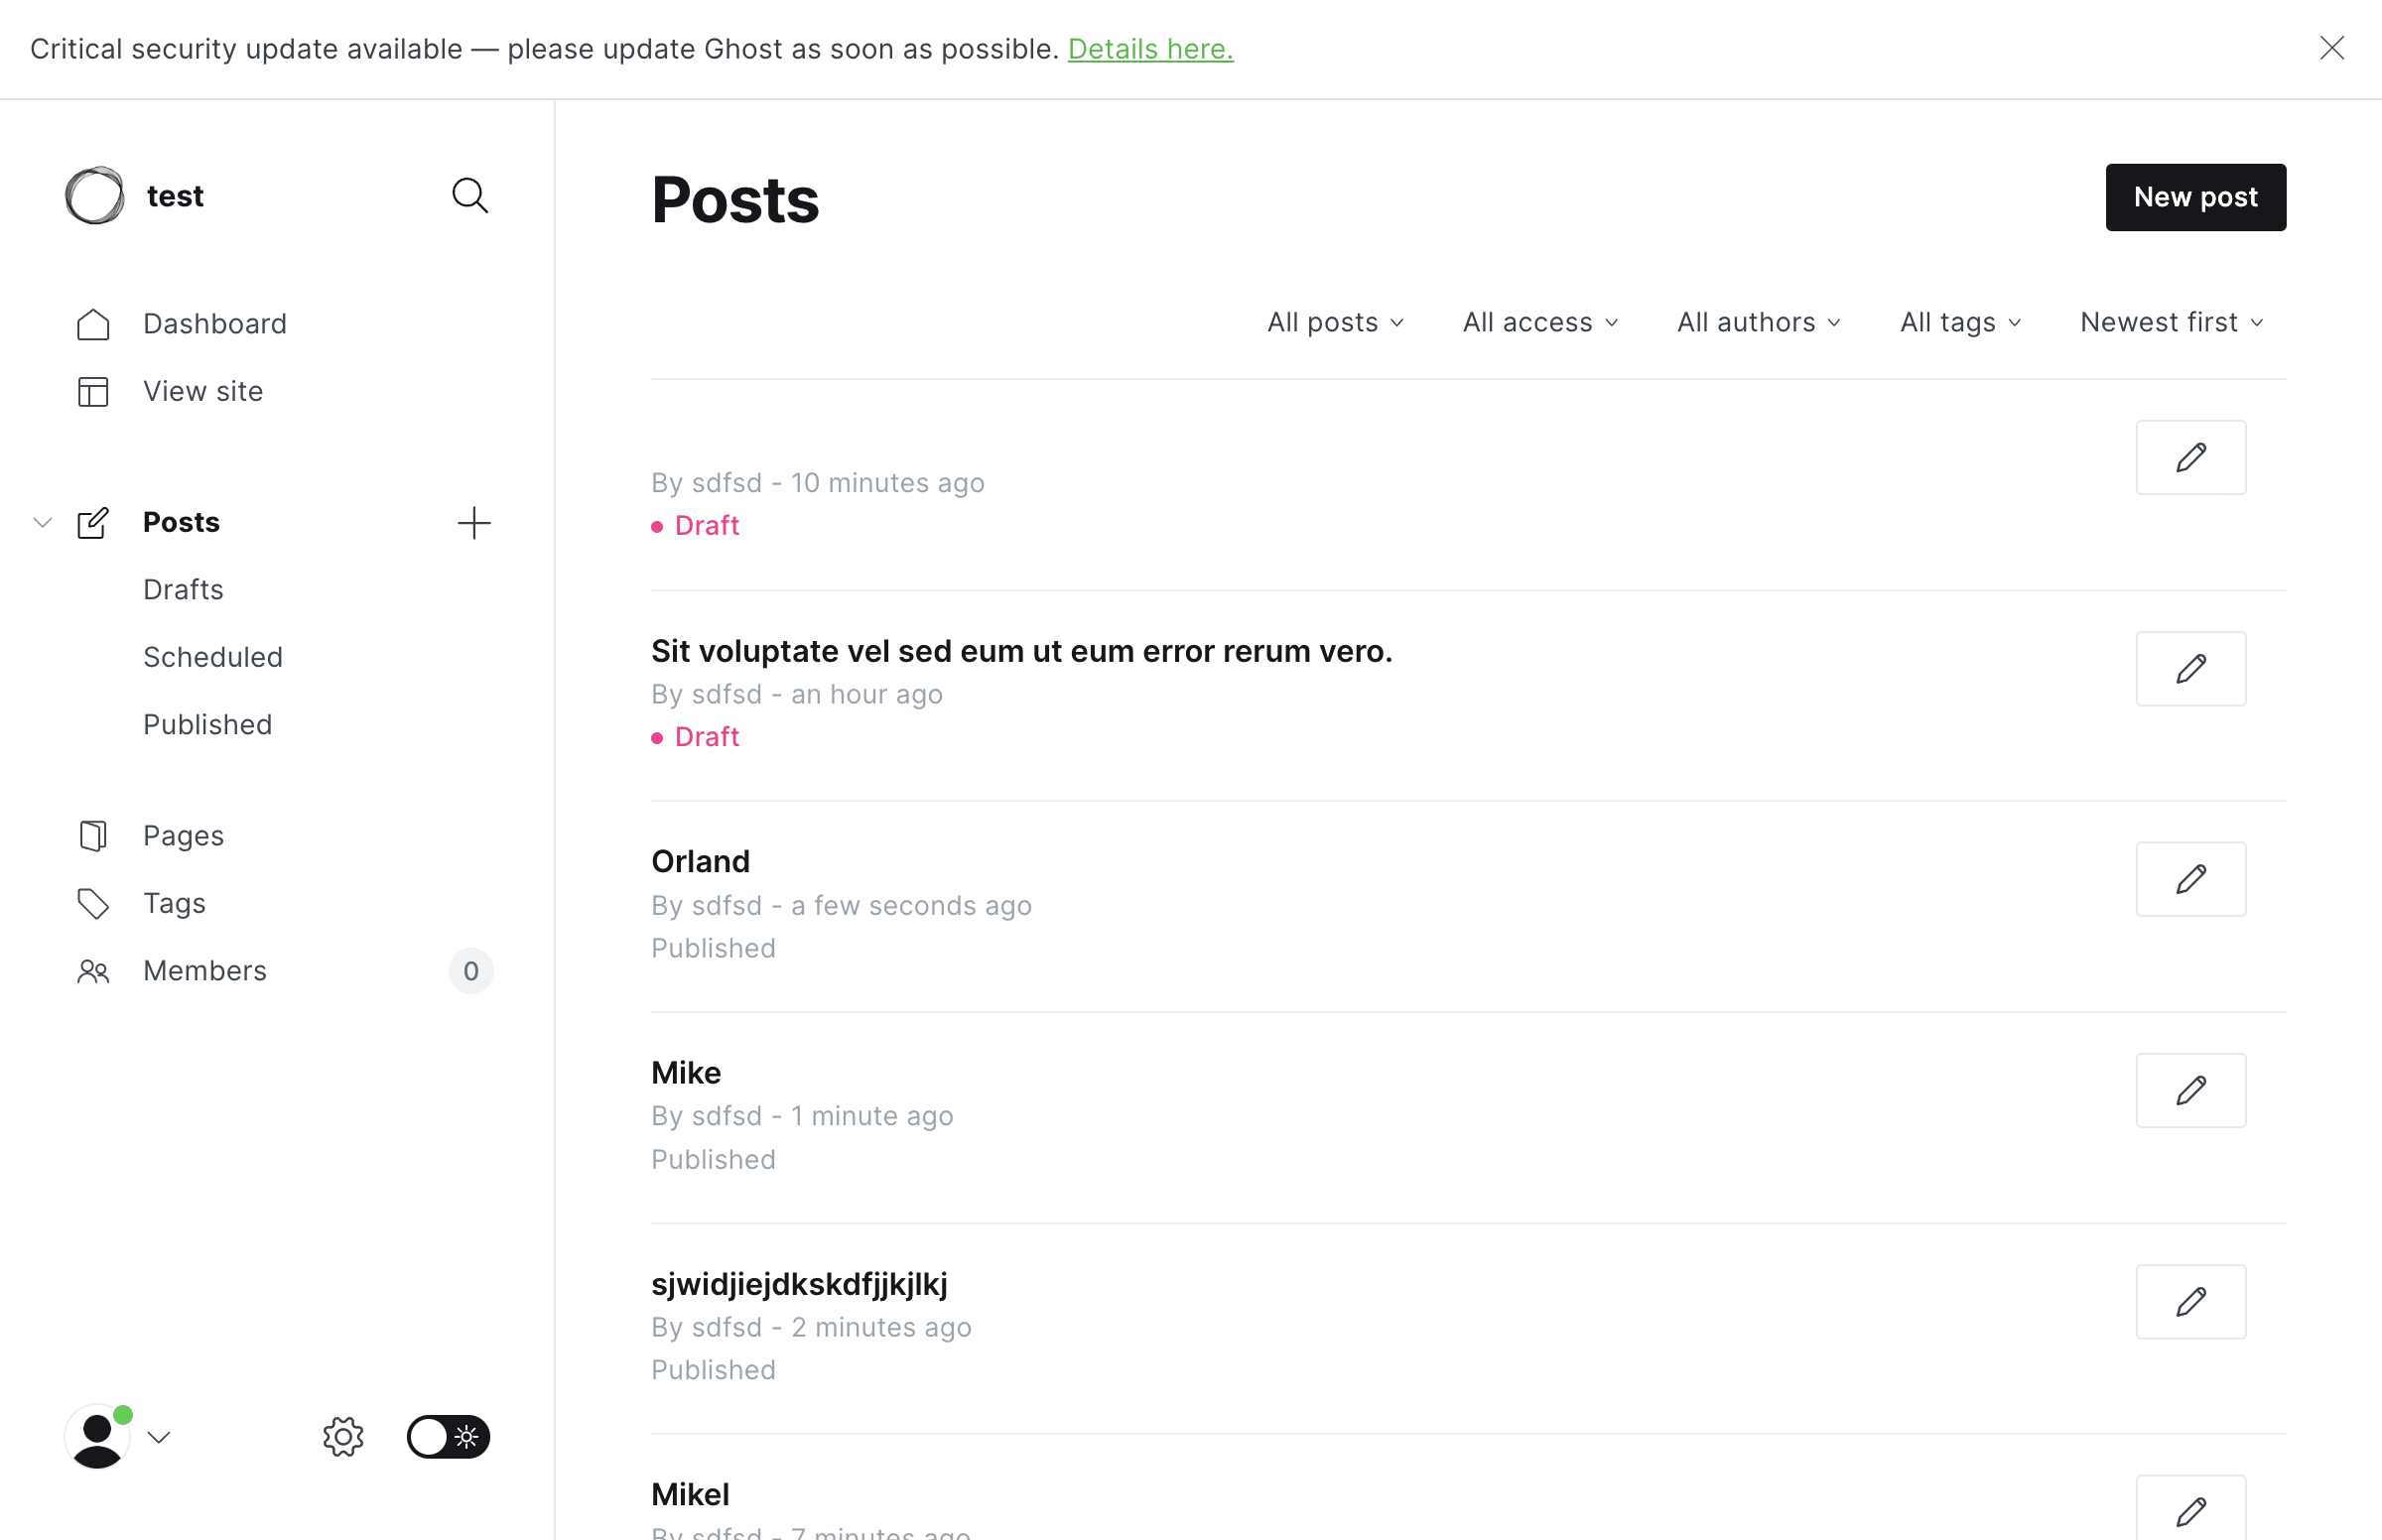 Critical security update available — please update Ghost as soon as possible. Details here.
test
Dashboard
View site
Posts
Drafts
Scheduled
Published
Pages
Tags
Members 0
Posts
New post
All posts All access All authors All tags Newest first
By sdfsd - 10 minutes ago
Draft
Sit voluptate vel sed eum ut eum error rerum vero.
By sdfsd - an hour ago
Draft
Orland
By sdfsd - a few seconds ago
Published
Mike
By sdfsd - 1 minute ago
Published
sjwidjiejdkskdfjjkjlkj
By sdfsd - 2 minutes ago
Published
Mikel
By sdfsd - 7 minutes ago